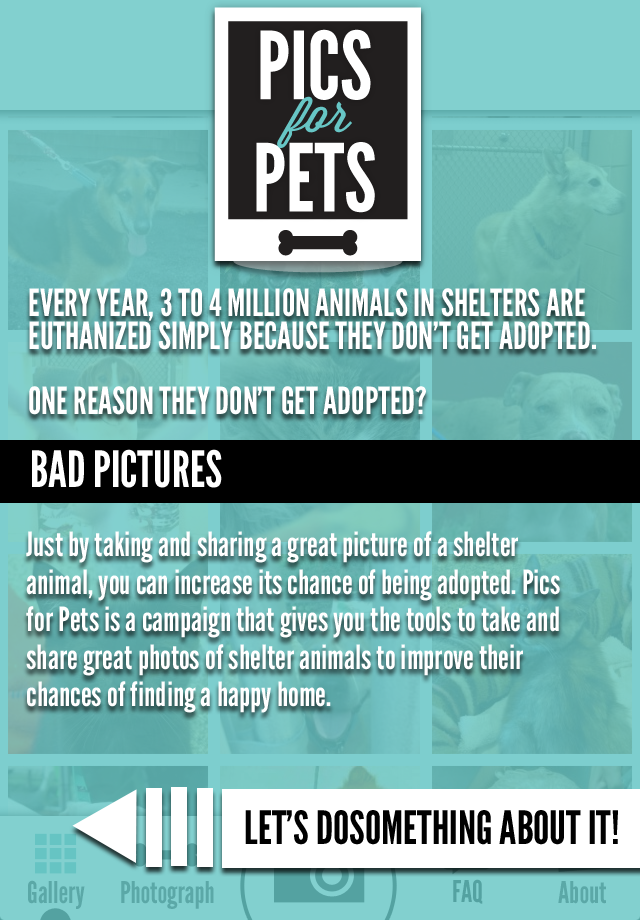 PICS
for
PETS
EVERY YEAR, 3 TO 4 MILLION ANIMALS IN SHELTERS ARE
EUTHANIZED SIMPLY BECAUSE THEY DON'T GET ADOPTED.
ONE REASON THEY DON'T GET ADOPTED?
BAD PICTURES
Just by taking and sharing a great picture of a shelter
animal, you can increase its chance of being adopted. Pics
for Pets is a campaign that gives you the tools to take and
share great photos of shelter animals to improve their
chances of finding a happy home.
LET'S DOSOMETHING ABOUT IT!
Gallery Photograph FAQ About